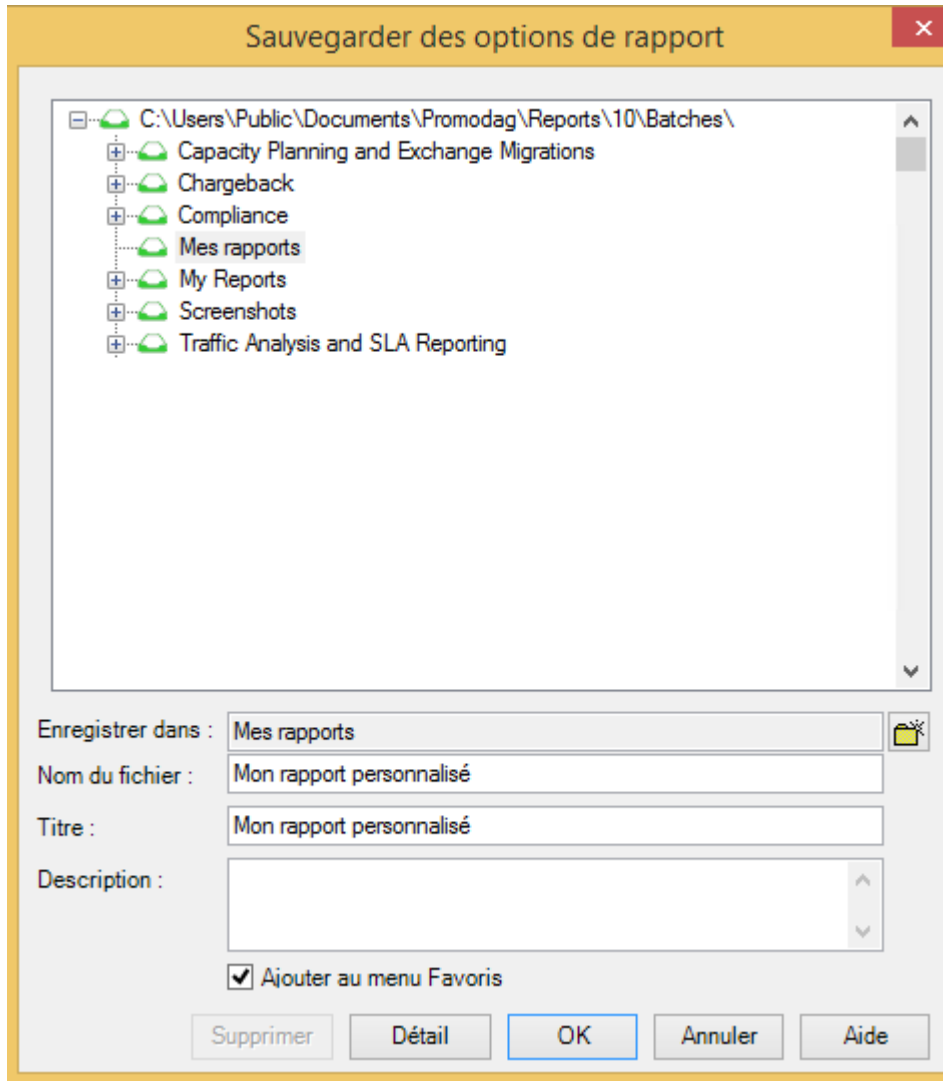 Sauvegarder des options de rapport
C:\Users\Public\Documents\Promodag\Reports\10\Batches\
Capacity Planning and Exchange Migrations
Chargeback
Compliance
Mes rapports
My Reports
Screenshots
Traffic Analysis and SLA Reporting
Enregistrer dans : Mes rapports
Nom du fichier : Mon rapport personnalisé
Titre : Mon rapport personnalisé
Description :
Ajouter au menu Favoris
Supprimer Détail OK Annuler Aide